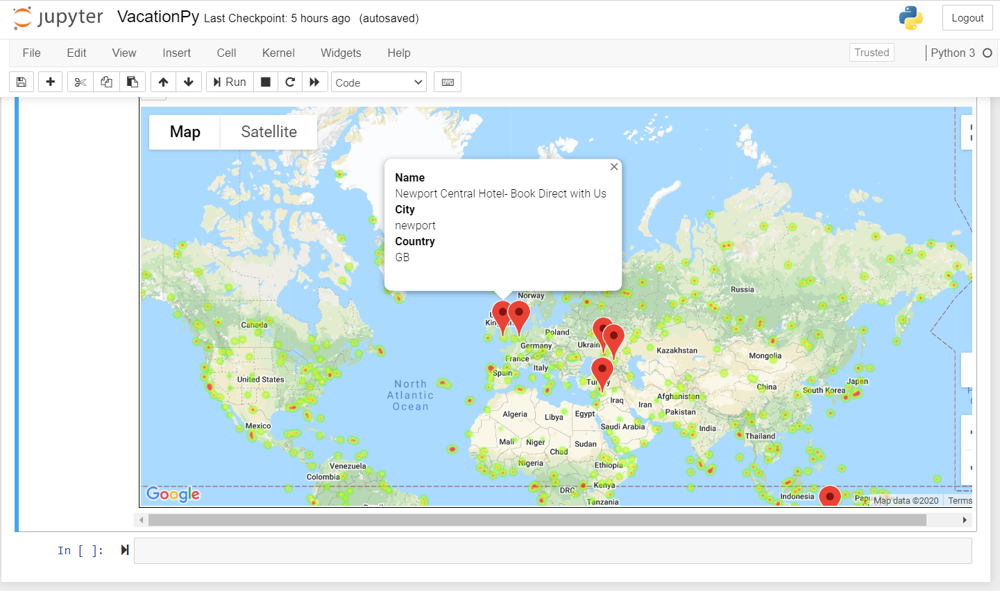 jupyter VacationPy Last Checkpoint: 5 hours ago (autosaved)
Logout
File Edit View Insert Cell Kernel Widgets Help
Trusted
Python 3
Run
Code
Map Satellite
Name
Newport Central Hotel- Book Direct with Us
City
newport
Country
GB
Norway
Russia
Canada
Poland
Germany
Ukrain
Kazakhstan
Mongolia
France
Italy
Spain
United States
North
Atlantic
Ocean
Iraq
Iran
Afghanistan
China
South Korea
Japan
Pakistan
Algeria
Libya
Egypt
Saudi Arabia
India
Mexico
Thailand
Mali
Niger
Sudan
Chad
Nigeria
Ethiopia
Venezuela
Colombia
Kenya
DRC
Tanzania
Indonesia
Google
Map data ©2020
Terms
In [ ]: